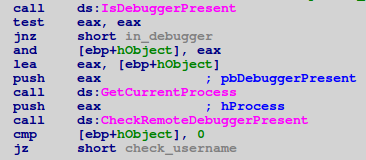 call ds:IsDebuggerPresent
test eax, eax
jnz short in_debugger
and [ebp+hObject], eax
lea eax, [ebp+hObject]
push eax ; pbDebuggerPresent
call ds:GetCurrentProcess
push eax ; hProcess
call ds:CheckRemoteDebuggerPresent
cmp [ebp+hObject], 0
jz short check_username